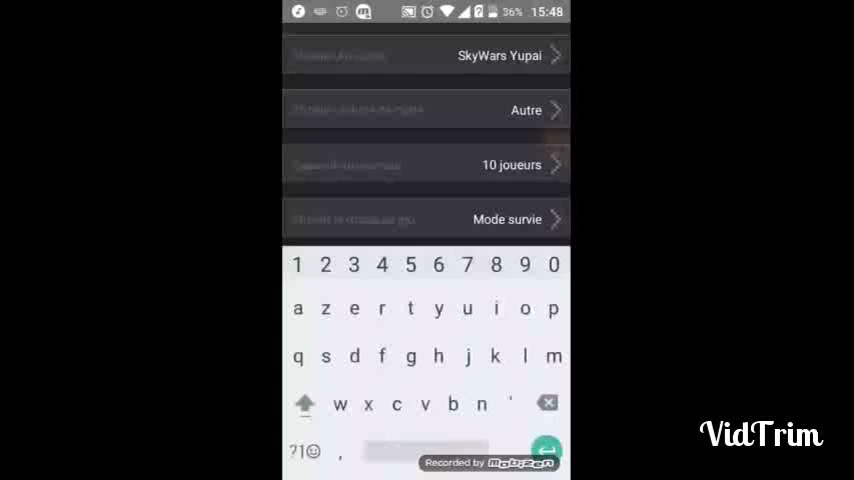 36% 15:48
SkyWars Yupai
Autre
10 joueurs
Mode survie
1 2 3 4 5 6 7 8 9 0
a z e r t y u i o p
q s d f g h j k l m
w x c v b n '
?1☺ ,
Recorded by mobizen
VidTrim